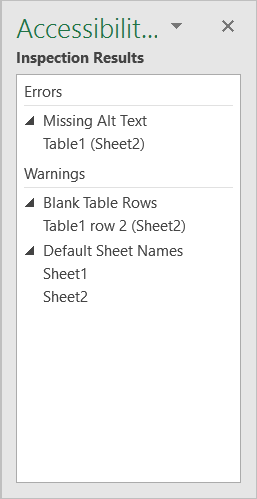 Accessibilit...
Inspection Results
Errors
Missing Alt Text
Table1 (Sheet2)
Warnings
Blank Table Rows
Table1 row 2 (Sheet2)
Default Sheet Names
Sheet1
Sheet2